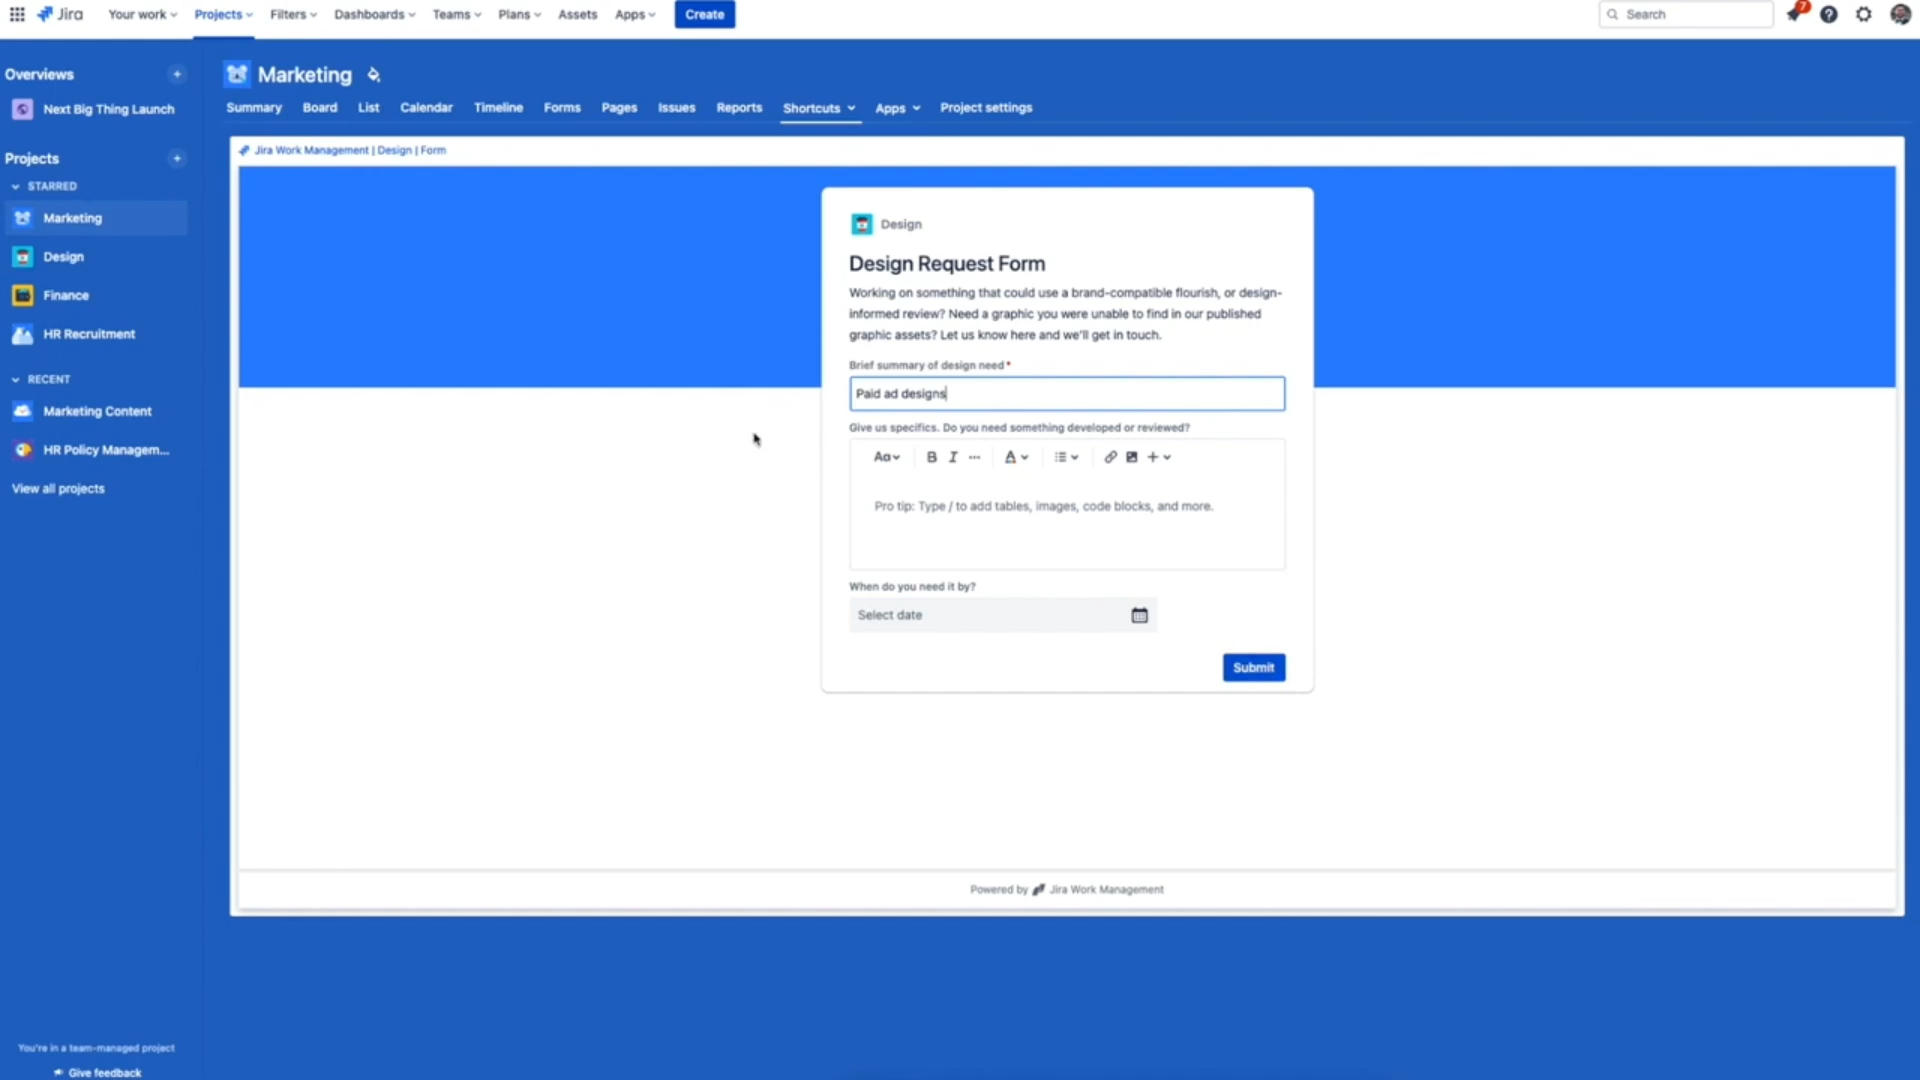 Jira
Your work
Projects
Filters
Dashboards
Teams
Plans
Assets
Apps
Create
Search
7
Overviews
Next Big Thing Launch
Projects
STARRED
Marketing
Design
Finance
HR Recruitment
RECENT
Marketing Content
HR Policy Managem...
View all projects
You're in a team-managed project
Give feedback
Marketing
Summary
Board
List
Calendar
Timeline
Forms
Pages
Issues
Reports
Shortcuts
Apps
Project settings
Jira Work Management | Design | Form
Design
Design Request Form
Working on something that could use a brand-compatible flourish, or design-
informed review? Need a graphic you were unable to find in our published
graphic assets? Let us know here and we'll get in touch.
Brief summary of design need*
Paid ad designs
Give us specifics. Do you need something developed or reviewed?
Aa
B I ... A
Pro tip: Type / to add tables, images, code blocks, and more.
When do you need it by?
Select date
Submit
Powered by Jira Work Management